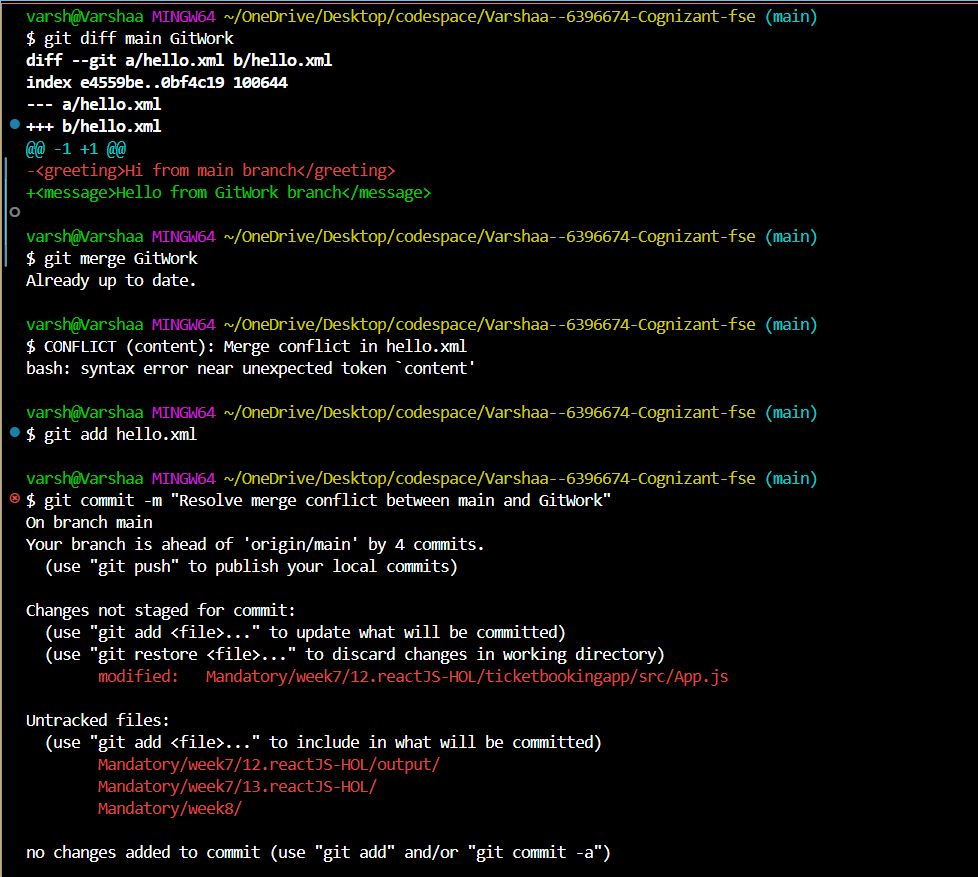 varsh@Varshaa MINGW64 ~/OneDrive/Desktop/codespace/Varshaa--6396674-Cognizant-fse (main)
$ git diff main GitWork
diff --git a/hello.xml b/hello.xml
index e4559be..0bf4c19 100644
--- a/hello.xml
+++ b/hello.xml
@@ -1 +1 @@
-<greeting>Hi from main branch</greeting>
+<message>Hello from GitWork branch</message>

varsh@Varshaa MINGW64 ~/OneDrive/Desktop/codespace/Varshaa--6396674-Cognizant-fse (main)
$ git merge GitWork
Already up to date.

varsh@Varshaa MINGW64 ~/OneDrive/Desktop/codespace/Varshaa--6396674-Cognizant-fse (main)
$ CONFLICT (content): Merge conflict in hello.xml
bash: syntax error near unexpected token `content'

varsh@Varshaa MINGW64 ~/OneDrive/Desktop/codespace/Varshaa--6396674-Cognizant-fse (main)
$ git add hello.xml

varsh@Varshaa MINGW64 ~/OneDrive/Desktop/codespace/Varshaa--6396674-Cognizant-fse (main)
$ git commit -m "Resolve merge conflict between main and GitWork"
On branch main
Your branch is ahead of 'origin/main' by 4 commits.
  (use "git push" to publish your local commits)

Changes not staged for commit:
  (use "git add <file>..." to update what will be committed)
  (use "git restore <file>..." to discard changes in working directory)
        modified:   Mandatory/week7/12.reactJS-HOL/ticketbookingapp/src/App.js

Untracked files:
  (use "git add <file>..." to include in what will be committed)
        Mandatory/week7/12.reactJS-HOL/output/
        Mandatory/week7/13.reactJS-HOL/
        Mandatory/week8/

no changes added to commit (use "git add" and/or "git commit -a")